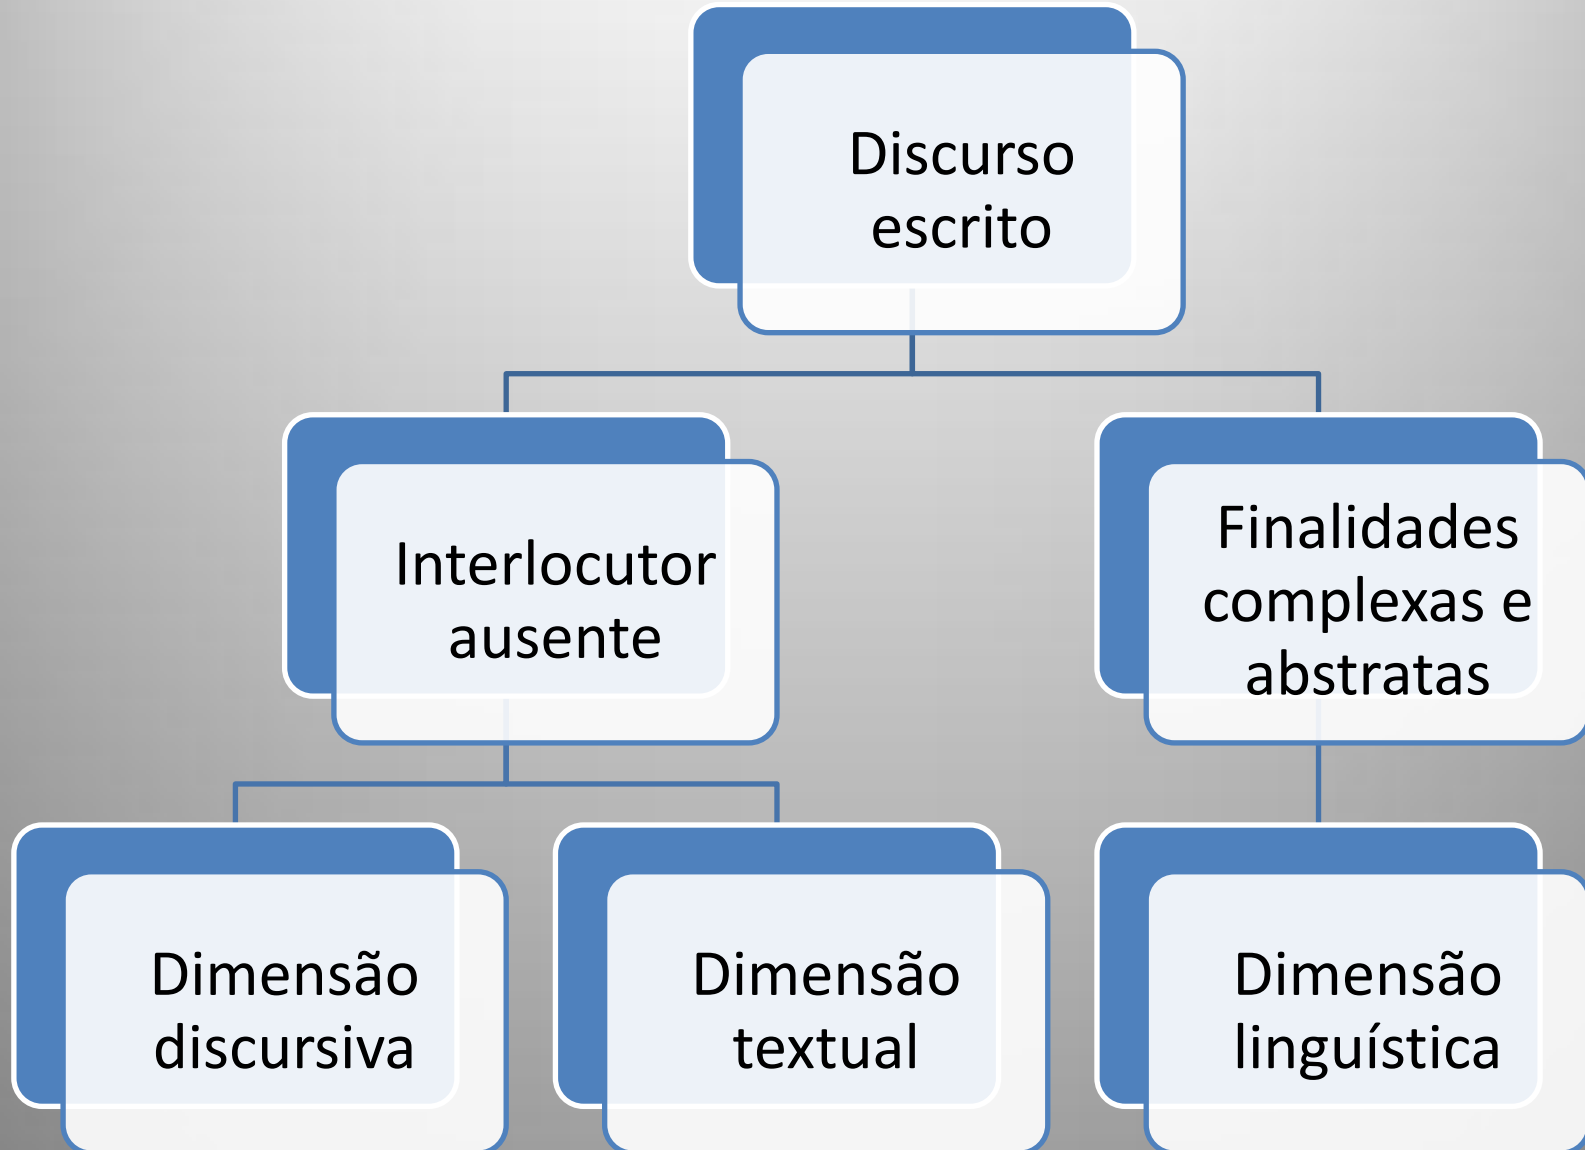 Discurso
escrito
Interlocutor
ausente
Finalidades
complexas e
abstratas
Dimensão
discursiva
Dimensão
textual
Dimensão
linguística